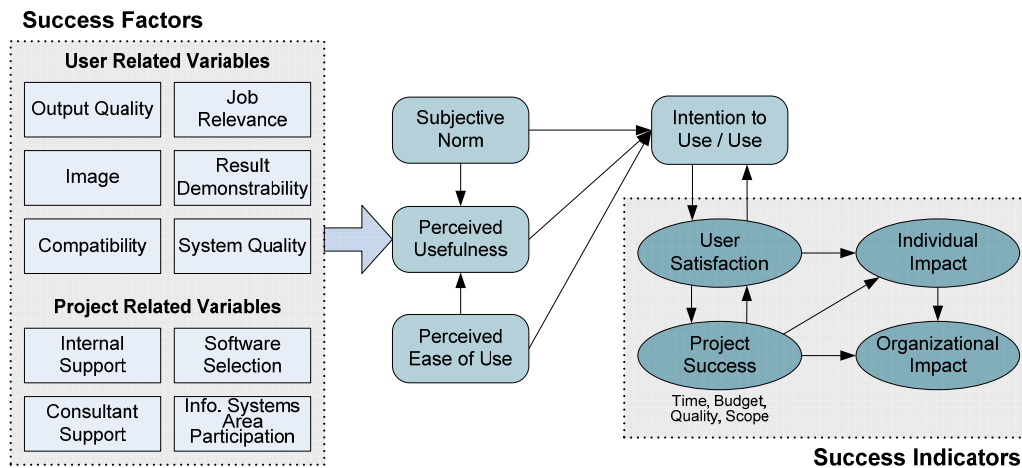 Success Factors
User Related Variables
Output Quality
Job
Relevance
Image
Result
Demonstrability
Compatibility
System Quality
Project Related Variables
Internal
Support
Software
Selection
Consultant
Support
Info. Systems
Area
Participation
Subjective
Norm
Perceived
Usefulness
Perceived
Ease of Use
Intention to
Use / Use
User
Satisfaction
Individual
Impact
Project
Success
Organizational
Impact
Time, Budget,
Quality, Scope
Success Indicators